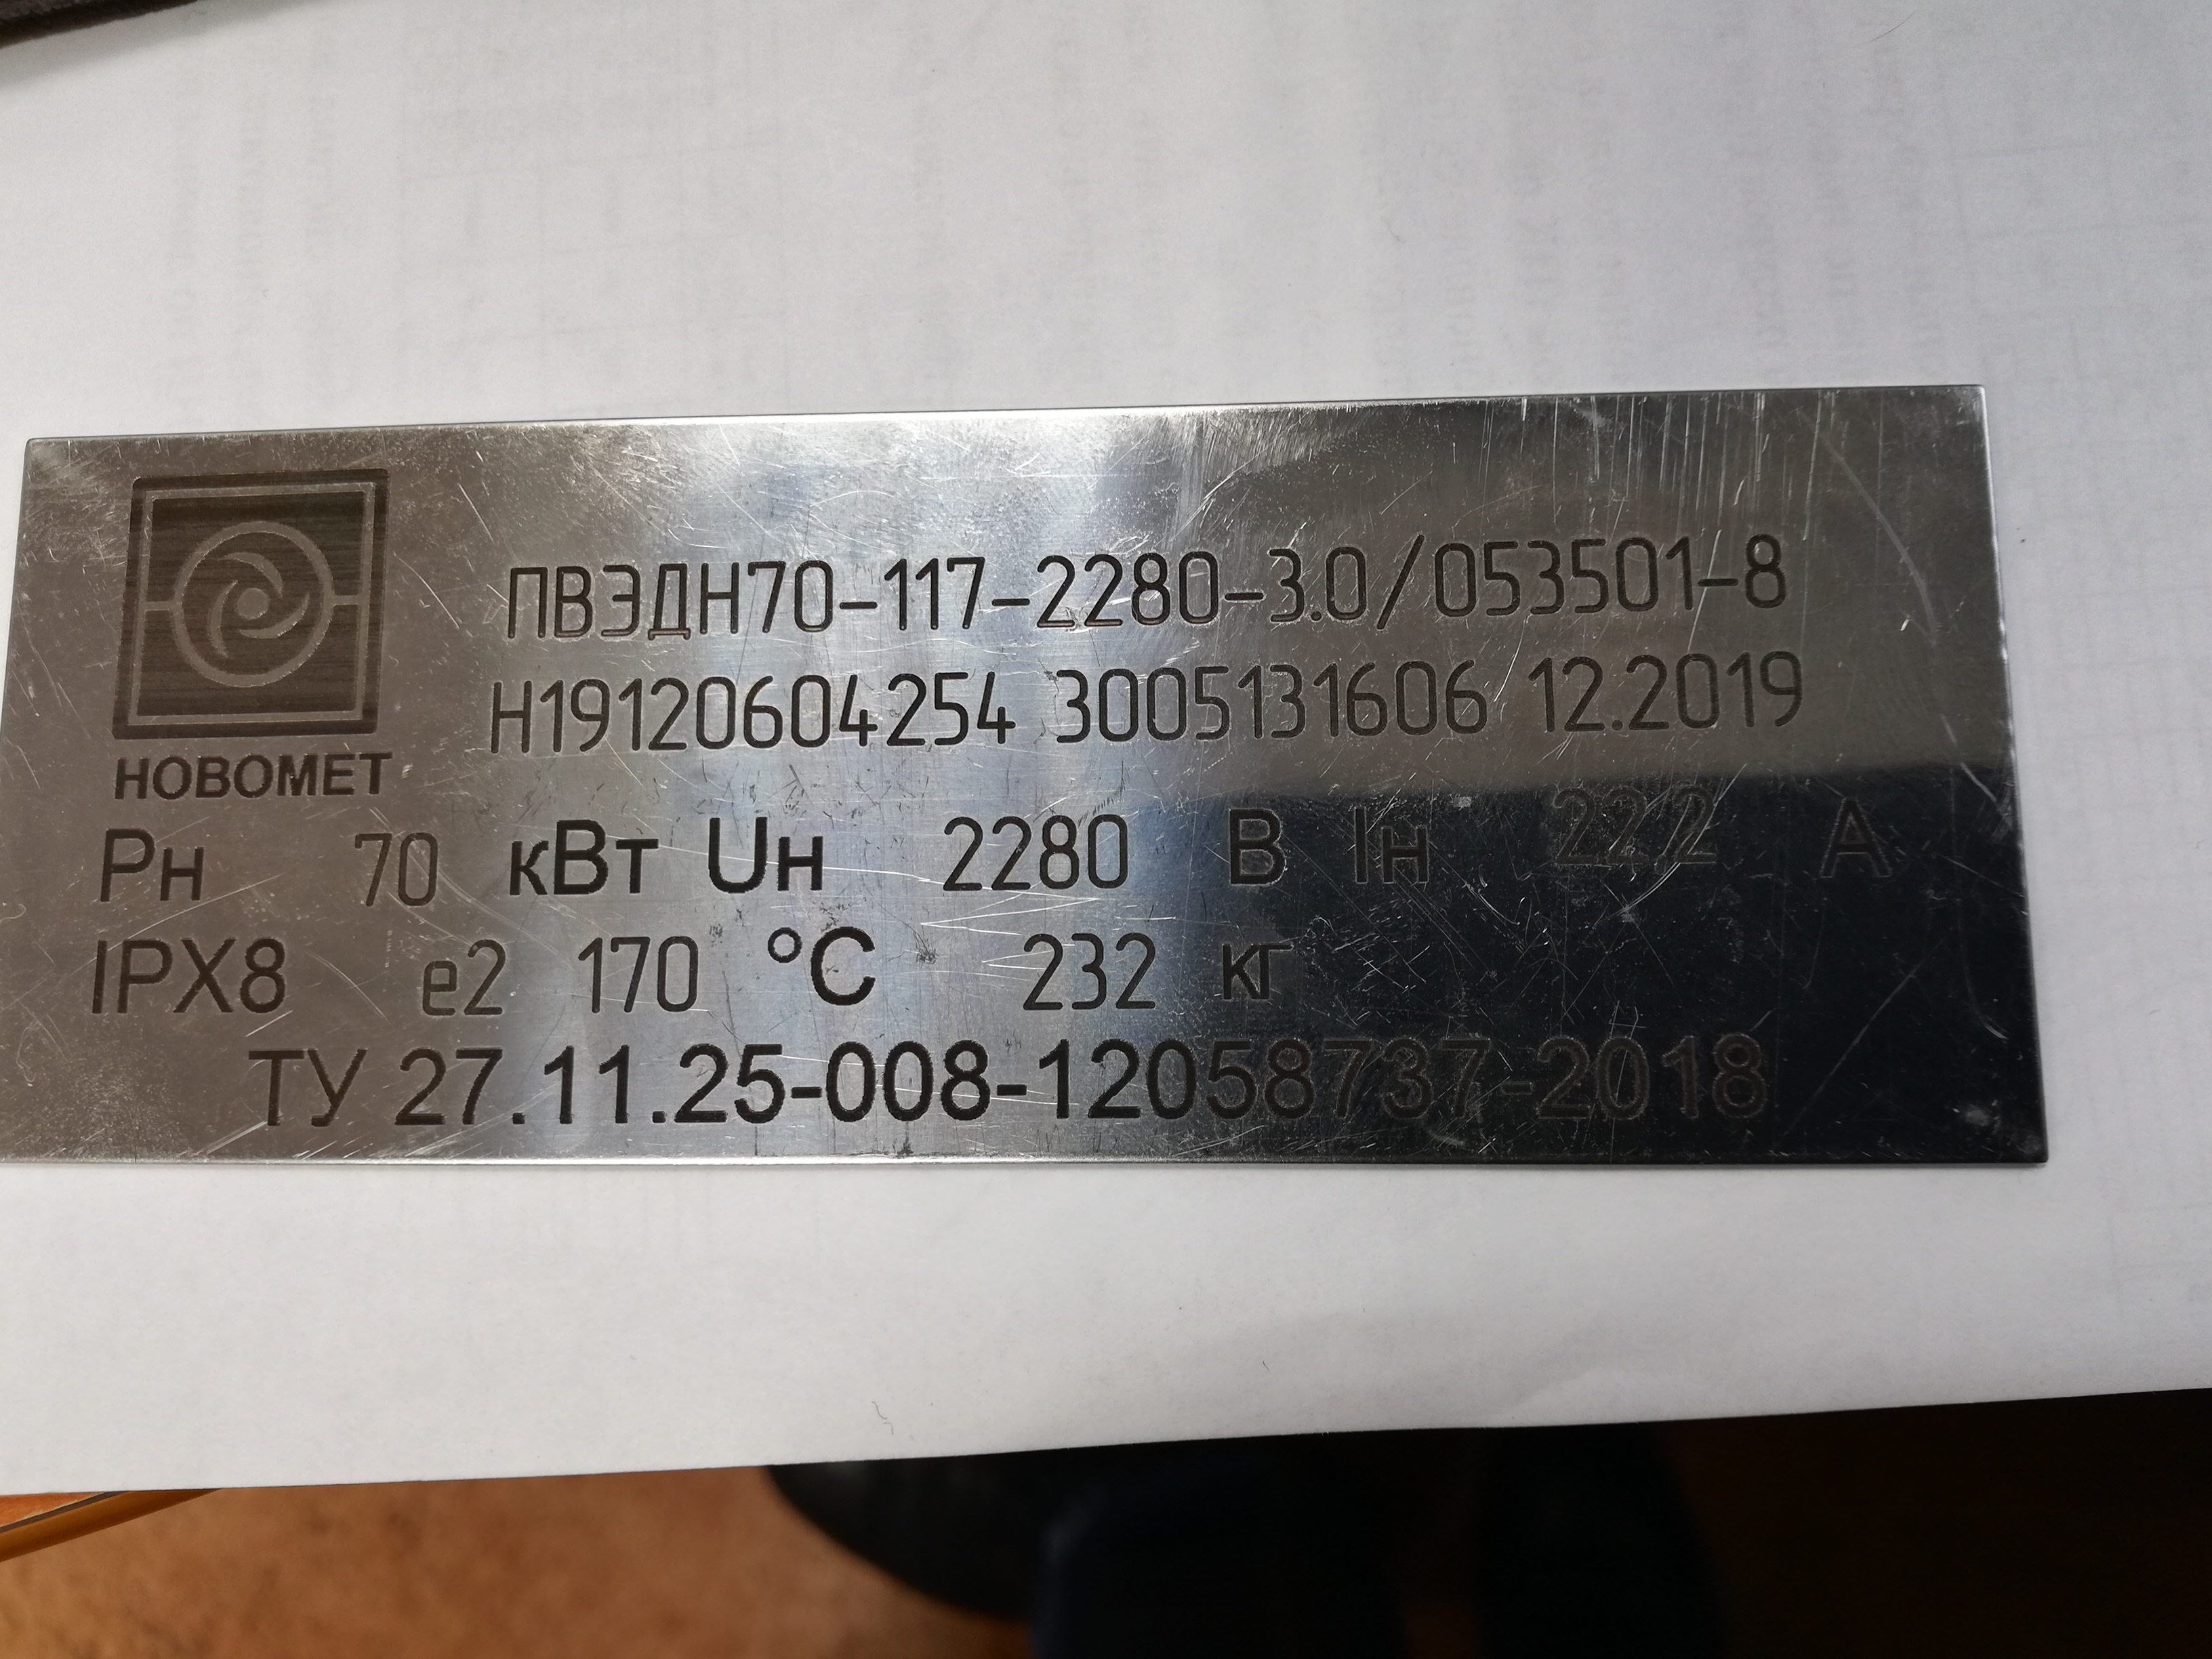 ПВЭДН70-117-2280-3.0/053501-8
Н19120604254 3005131606 12.2019
НОВОМЕТ
Рн 70 кВт Uн 2280 В Iн 22.2 А
IPX8 е2 170 °С 232 кг
ТУ 27.11.25-008-12058737-2018